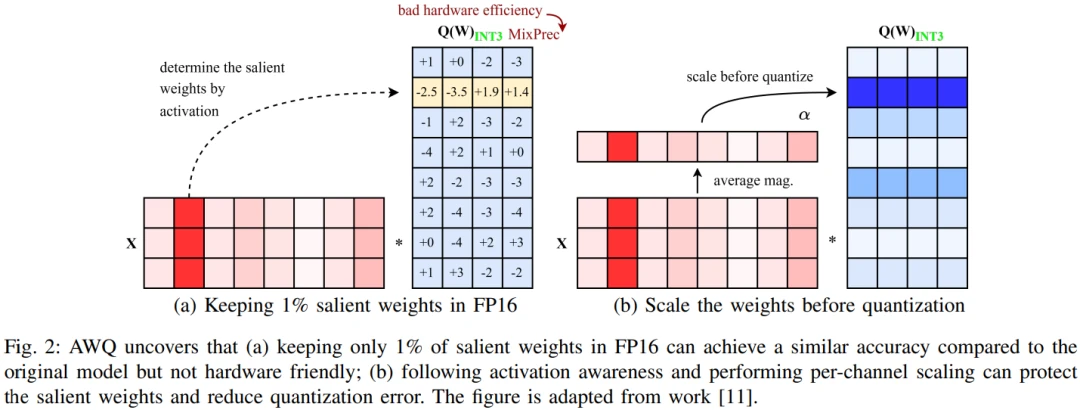 bad hardware efficiency
Q(W)INT3 MixPrec
determine the salient
weights by
activation
+1 +0 -2 -3
-2.5 -3.5 +1.9 +1.4
-1 +2 -3 -2
-4 +2 +1 +0
+2 -2 -3 -3
+2 -4 -3 -4
+0 -4 +2 +3
+1 +3 -2 -2
X
*
(a) Keeping 1% salient weights in FP16
Q(W)INT3
scale before quantize
α
average mag.
X
*
(b) Scale the weights before quantization
Fig. 2: AWQ uncovers that (a) keeping only 1% of salient weights in FP16 can achieve a similar accuracy compared to the
original model but not hardware friendly; (b) following activation awareness and performing per-channel scaling can protect
the salient weights and reduce quantization error. The figure is adapted from work [11].